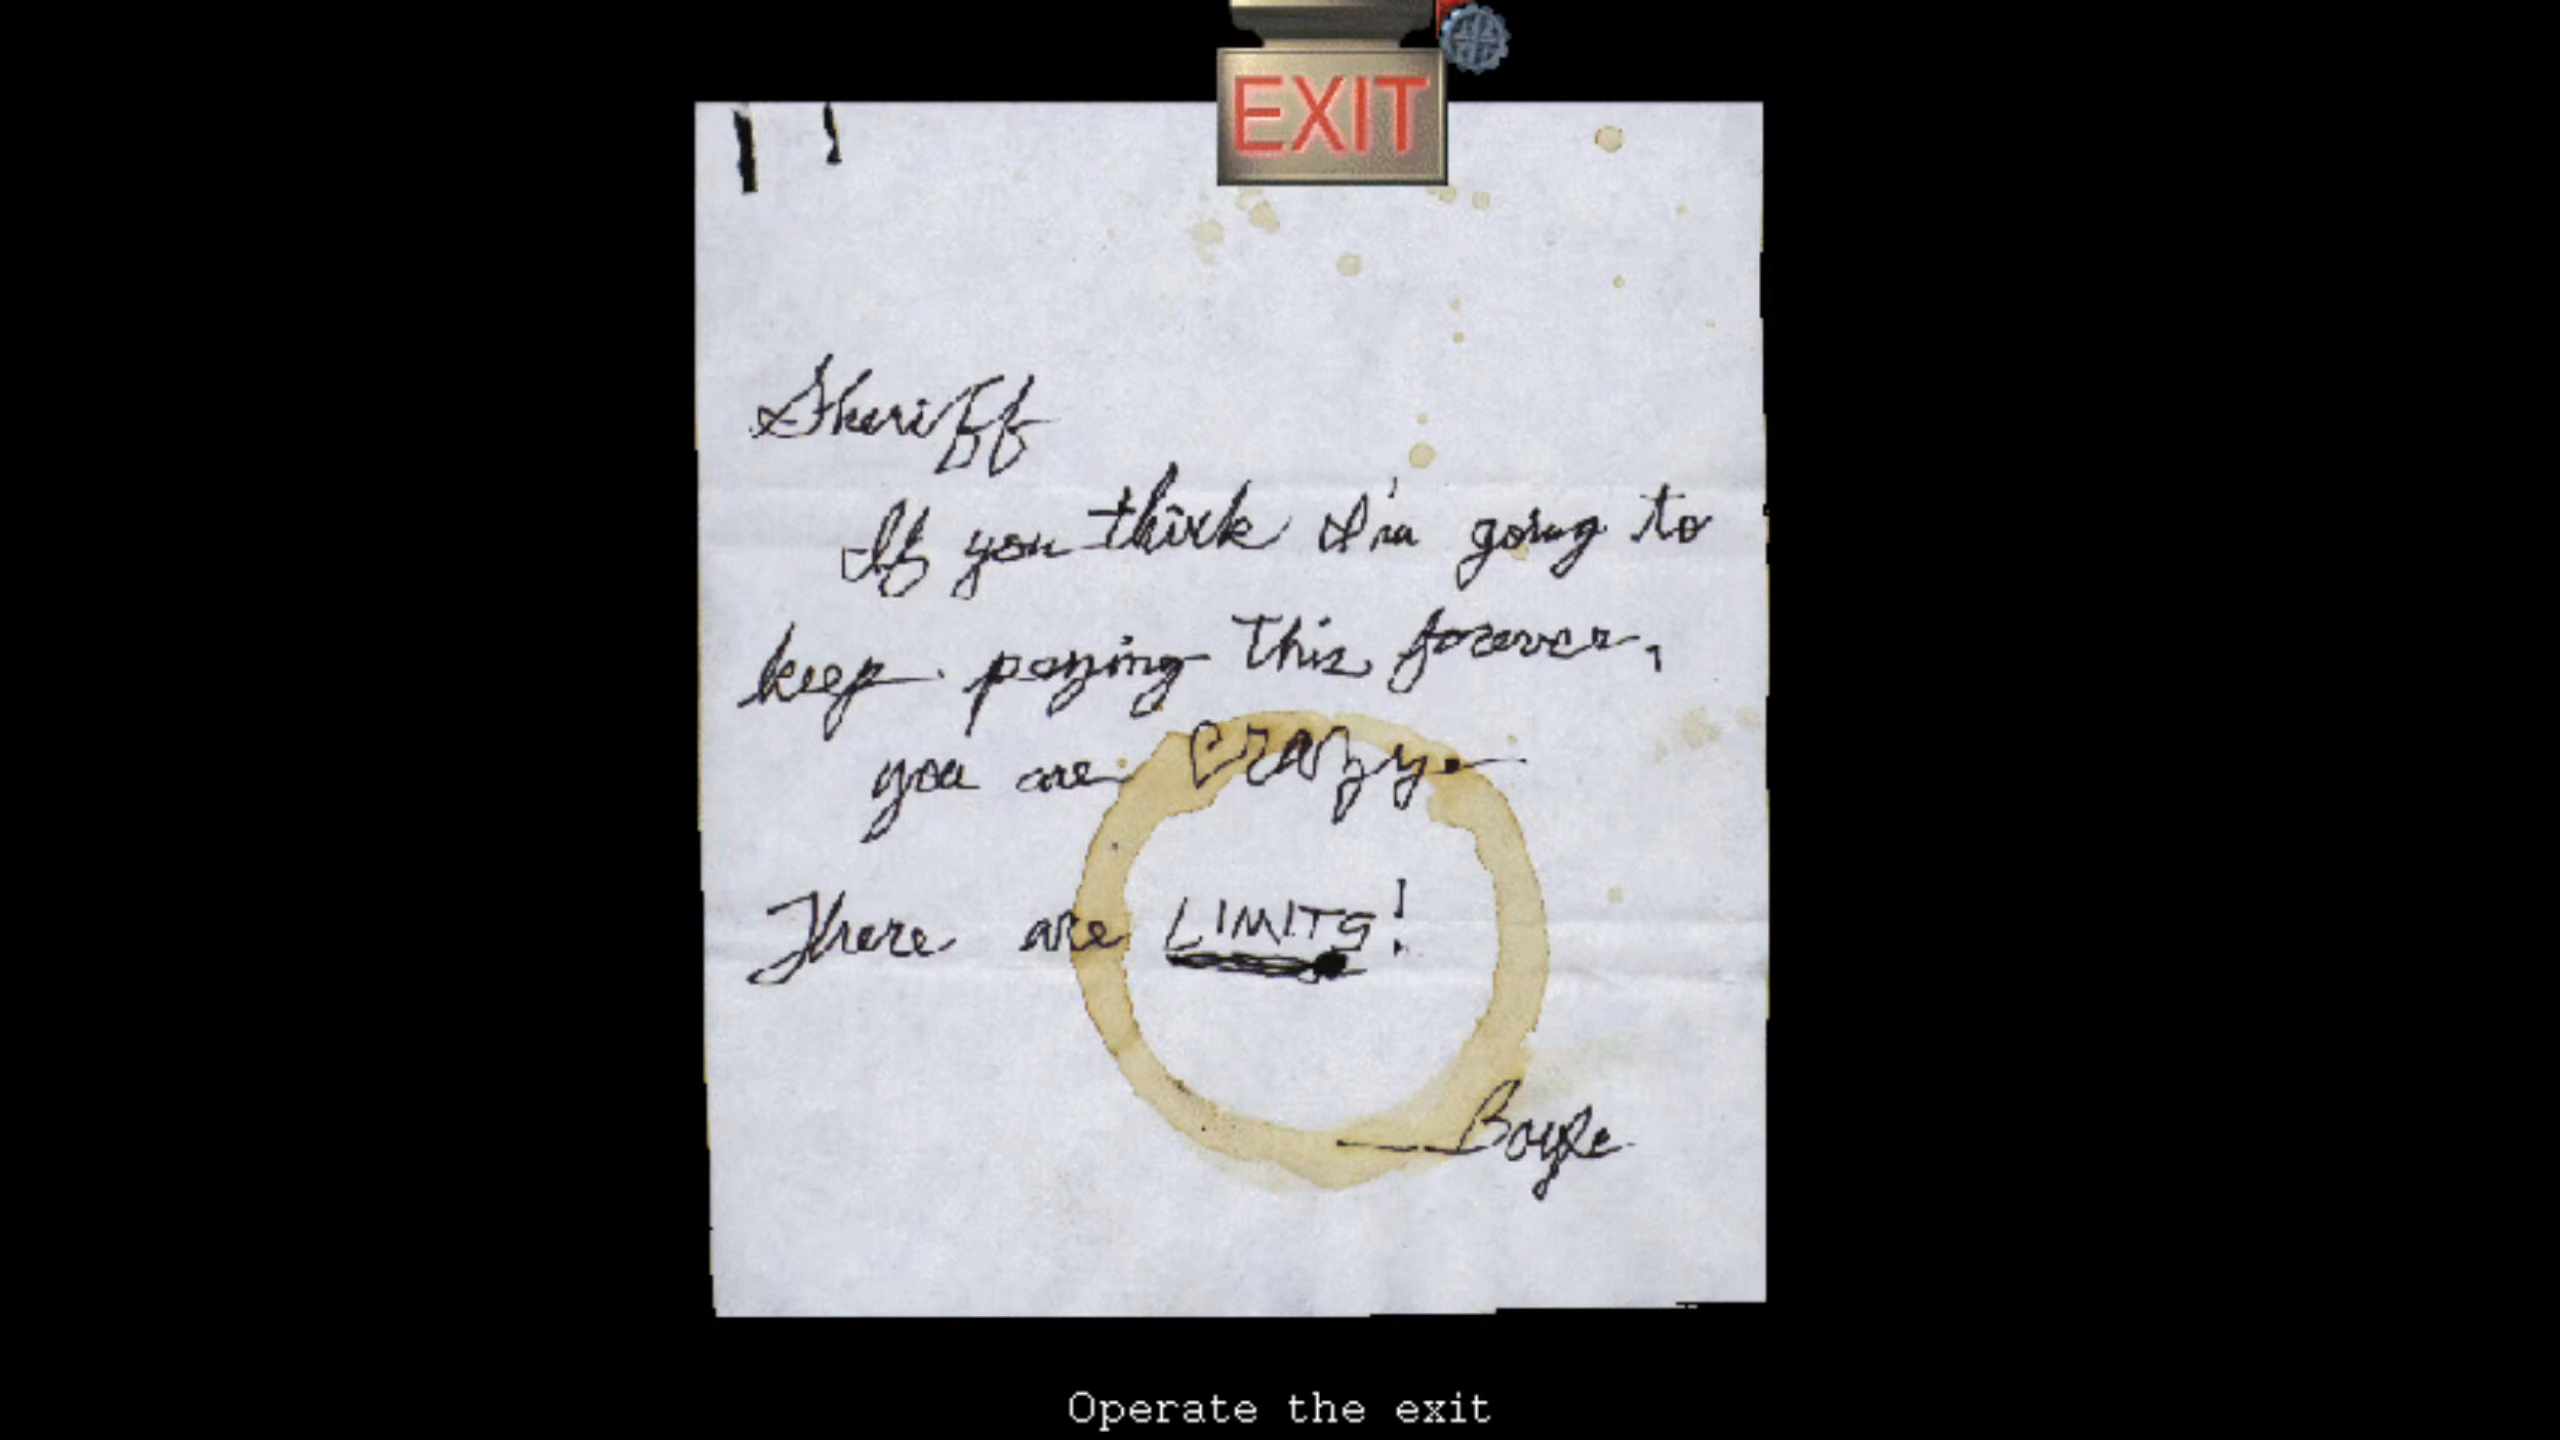 EXIT
Sheriff
If you think I'm going to
keep paying this forever,
you are crazy.
There are LIMITS!
—Boyle
Operate the exit